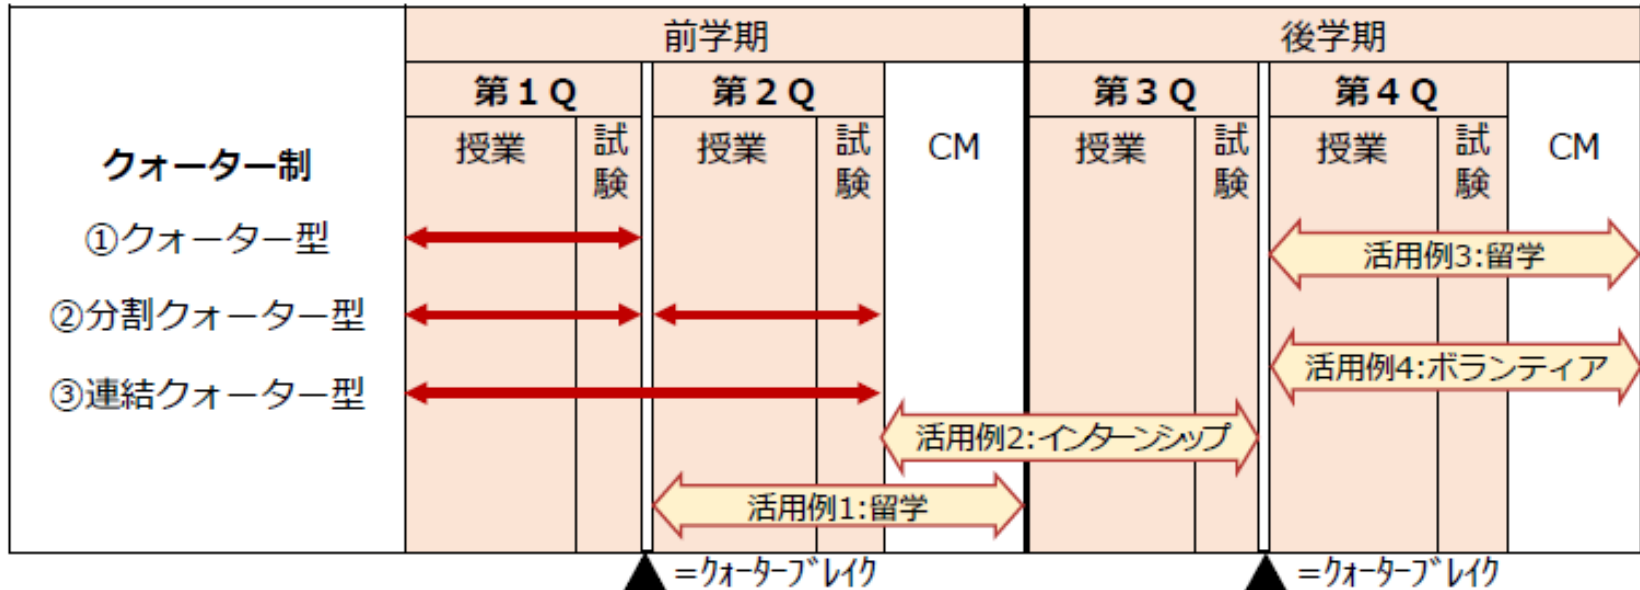 前学期 後学期
第１Q 第２Q 第３Q 第４Q
クォーター制 授業 試験 授業 試験 CM 授業 試験 授業 試験 CM
①クォーター型
活用例3:留学
②分割クォーター型
活用例4:ボランティア
③連結クォーター型
活用例2:インターンシップ
活用例1:留学
▲ =ｸｫｰﾀｰﾌﾞﾚｲｸ ▲ =ｸｫｰﾀｰﾌﾞﾚｲｸ